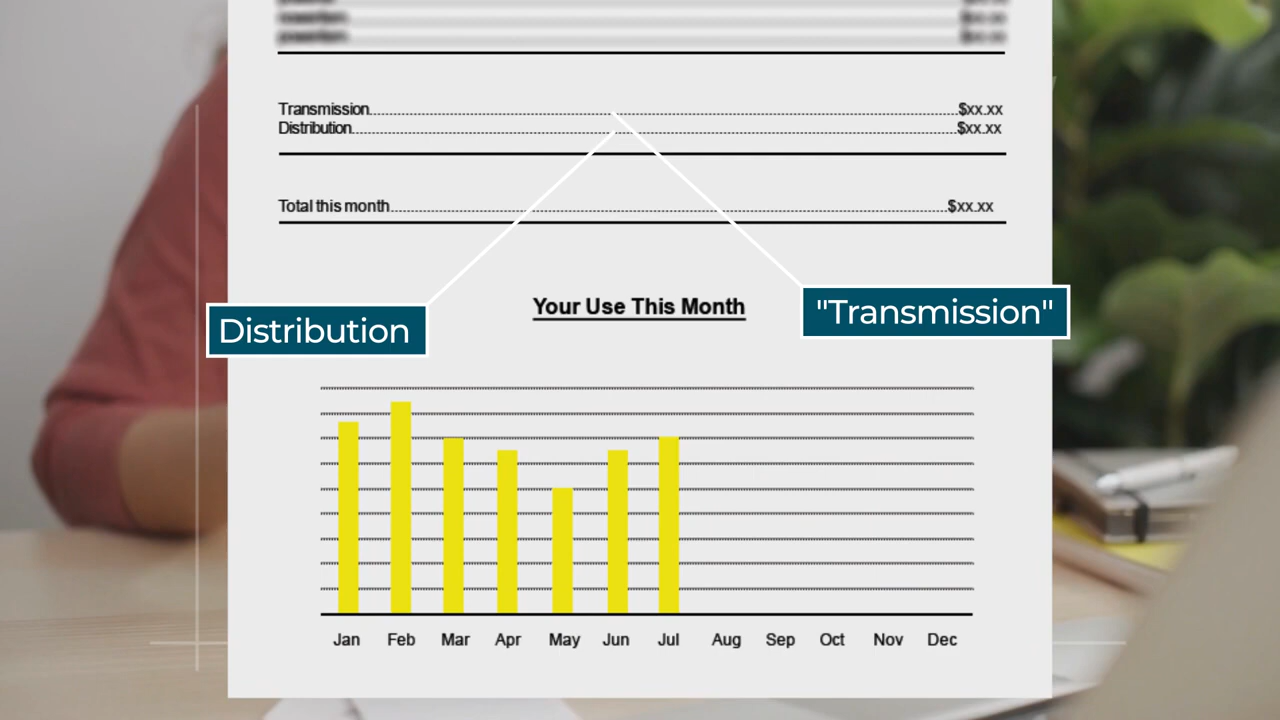 Transmission $xx.xx
Distribution $xx.xx
Total this month $xx.xx
Distribution
Your Use This Month
"Transmission"
Jan Feb Mar Apr May Jun Jul Aug Sep Oct Nov Dec